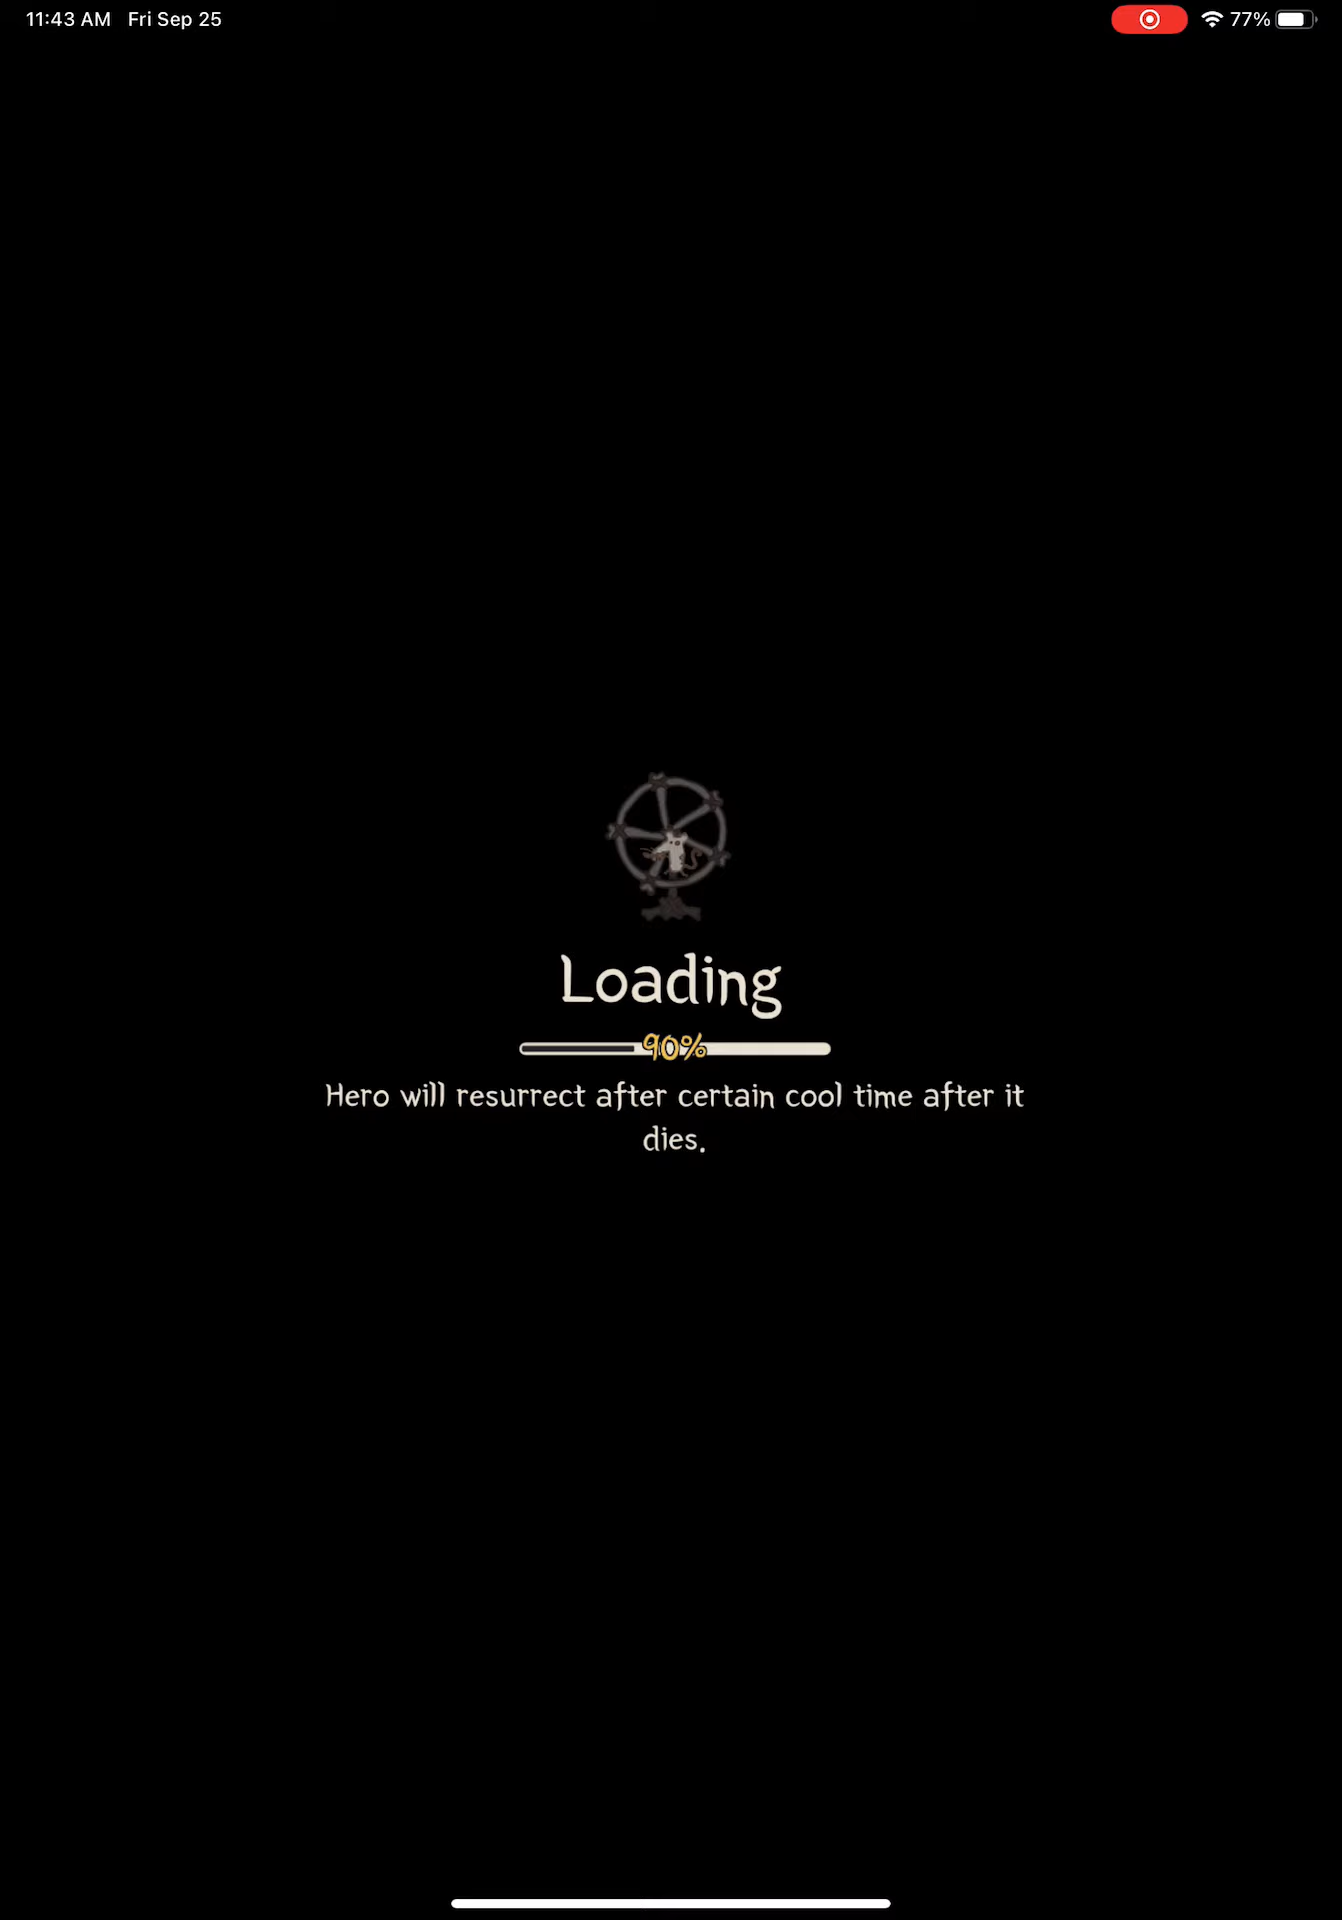 11:43 AM Fri Sep 25 77%
Loading
90%
Hero will resurrect after certain cool time after it
dies.